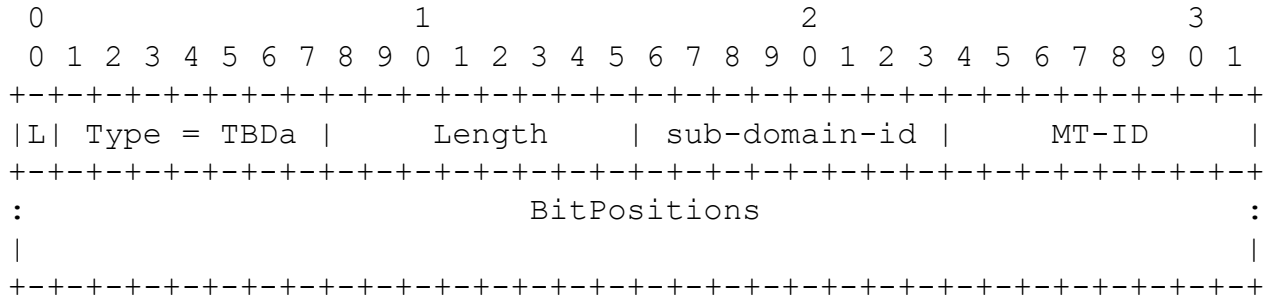 0                   1                   2                   3
 0 1 2 3 4 5 6 7 8 9 0 1 2 3 4 5 6 7 8 9 0 1 2 3 4 5 6 7 8 9 0 1
+-+-+-+-+-+-+-+-+-+-+-+-+-+-+-+-+-+-+-+-+-+-+-+-+-+-+-+-+-+-+-+-+
|L| Type = TBDa |     Length    | sub-domain-id |     MT-ID     |
+-+-+-+-+-+-+-+-+-+-+-+-+-+-+-+-+-+-+-+-+-+-+-+-+-+-+-+-+-+-+-+-+
:                          BitPositions                         :
|                                                               |
+-+-+-+-+-+-+-+-+-+-+-+-+-+-+-+-+-+-+-+-+-+-+-+-+-+-+-+-+-+-+-+-+